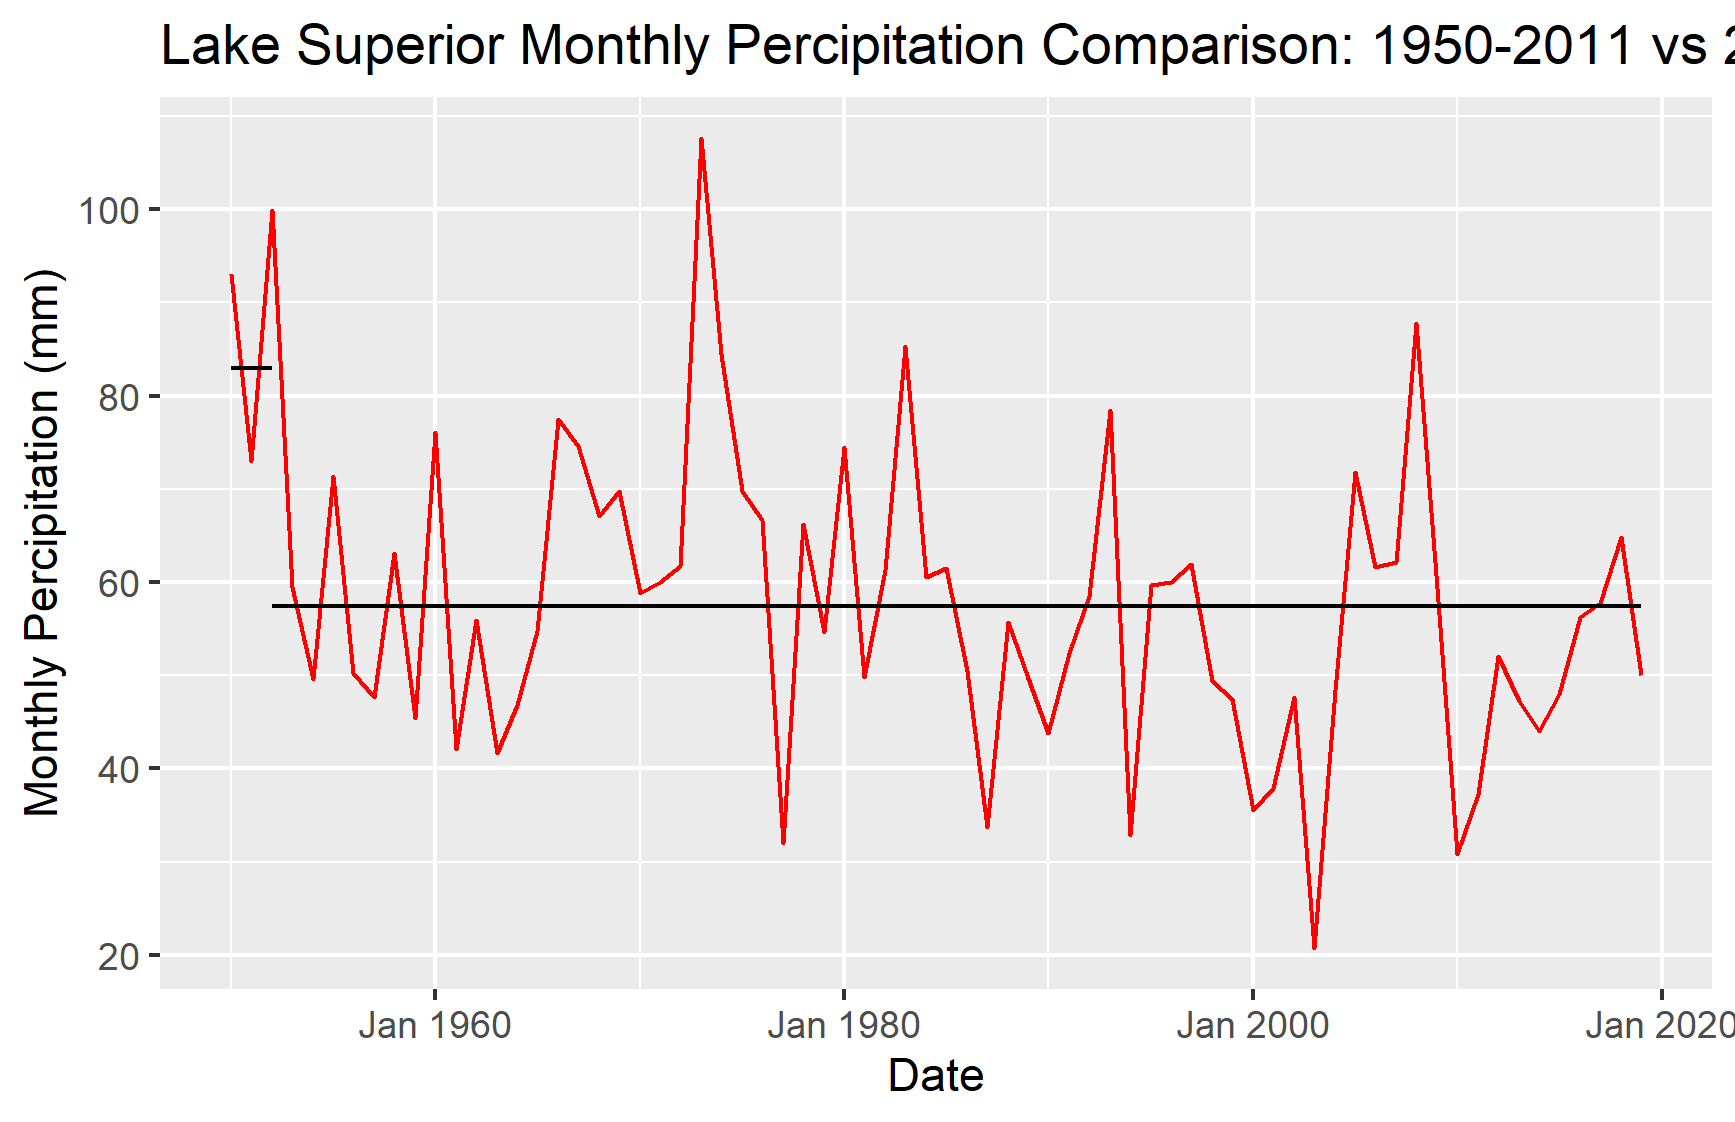 Lake Superior Monthly Percipitation Comparison: 1950-2011 vs 2
Monthly Percipitation (mm)
100
80
60
40
20
Jan 1960 Jan 1980 Jan 2000 Jan 2020
Date